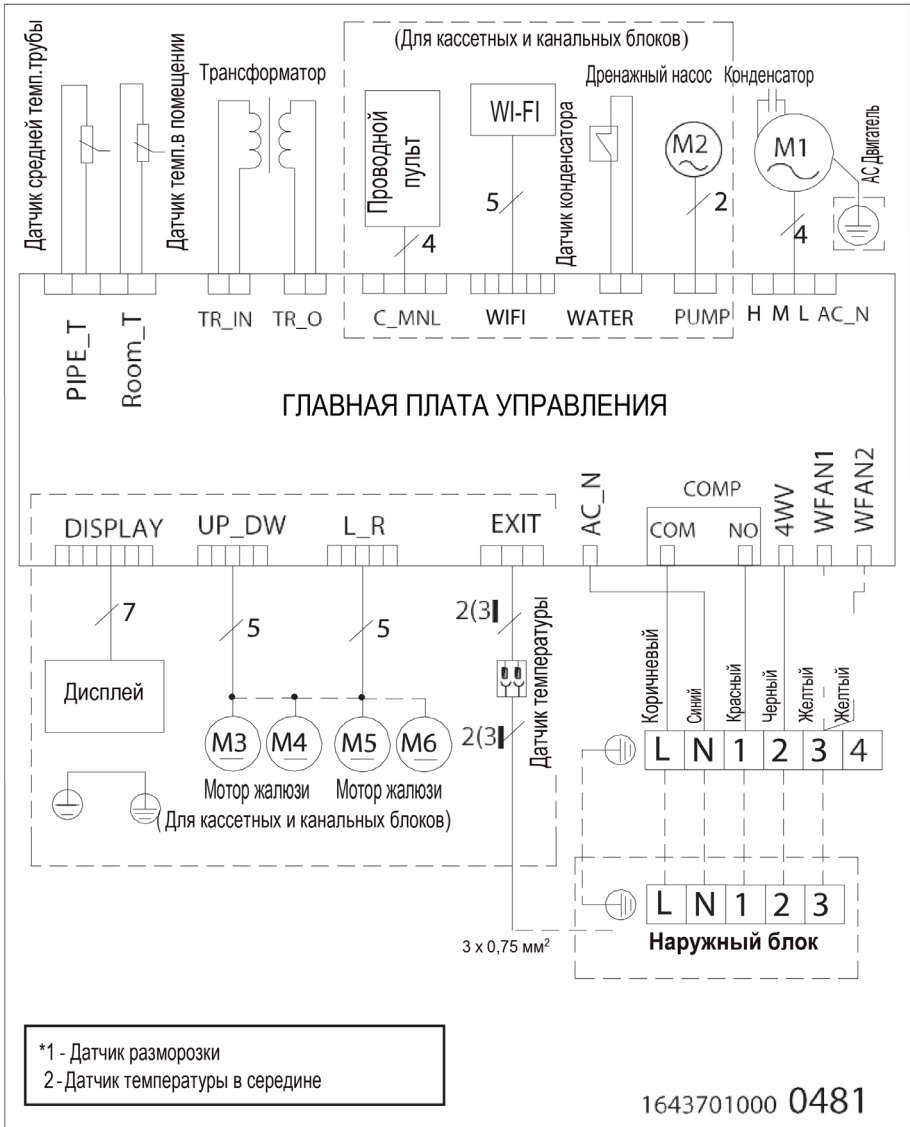 (Для кассетных и канальных блоков)
Датчик средней темп.трубы
Датчик темп.в помещении
Трансформатор
Проводной
пульт
WI-FI
Датчик конденсатора
Дренажный насос
Конденсатор
M2
M1
АС Двигатель
4
5
2
4
PIPE_T
Room_T
TR_IN
TR_O
C_MNL
WIFI
WATER
PUMP
H M L AC_N
ГЛАВНАЯ ПЛАТА УПРАВЛЕНИЯ
DISPLAY
UP_DW
L_R
EXIT
AC_N
COMP
COM
NO
4WV
WFAN1
WFAN2
7
5
5
2(3
2(3
Датчик температуры
Дисплей
M3
M4
M5
M6
Мотор жалюзи
Мотор жалюзи
( Для кассетных и канальных блоков)
Коричневый
Синий
Красный
Черный
Желтый
Желтый
L N 1 2 3 4
L N 1 2 3
Наружный блок
3 x 0,75 мм²
*1 - Датчик разморозки
2 - Датчик температуры в середине
1643701000 0481